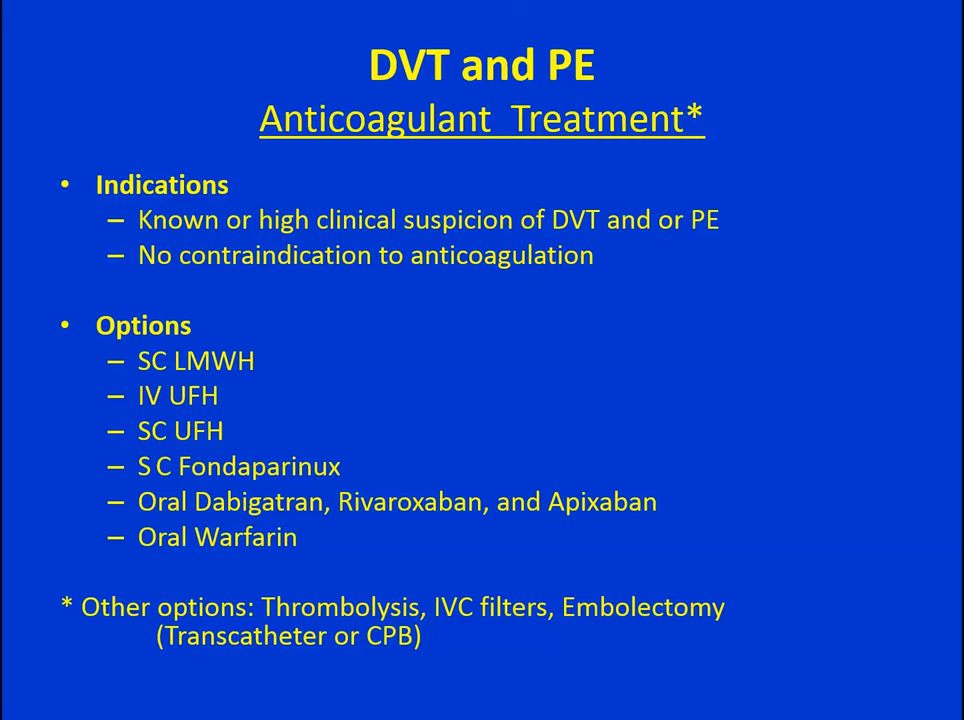 DVT and PE
Anticoagulant Treatment*
• Indications
– Known or high clinical suspicion of DVT and or PE
– No contraindication to anticoagulation
• Options
– SC LMWH
– IV UFH
– SC UFH
– S C Fondaparinux
– Oral Dabigatran, Rivaroxaban, and Apixaban
– Oral Warfarin
* Other options: Thrombolysis, IVC filters, Embolectomy
(Transcatheter or CPB)